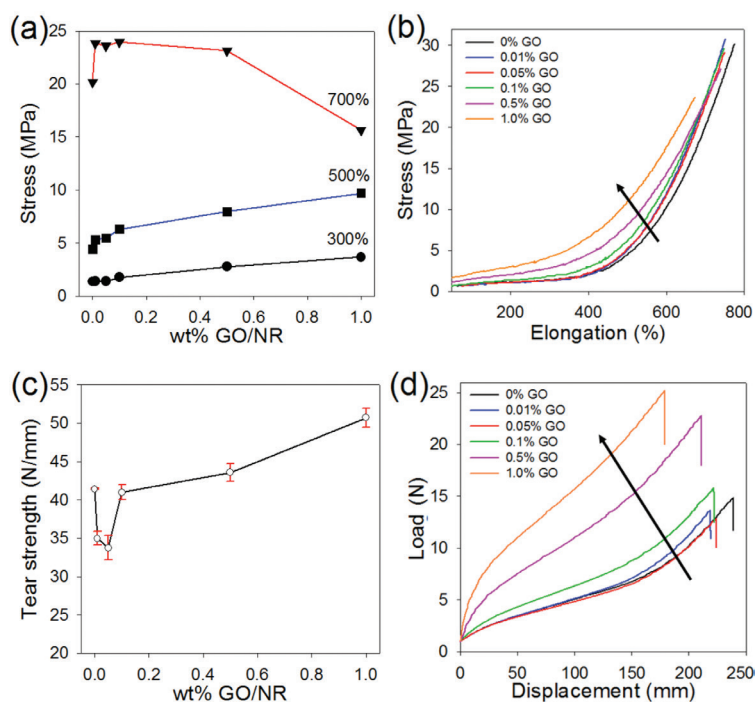 (a)
Stress (MPa)
25
20
15
10
5
0
700%
500%
300%
0.0 0.2 0.4 0.6 0.8 1.0
wt% GO/NR
(b)
Stress (MPa)
30
25
20
15
10
5
0
0% GO
0.01% GO
0.05% GO
0.1% GO
0.5% GO
1.0% GO
200 400 600 800
Elongation (%)
(c)
Tear strength (N/mm)
55
50
45
40
35
30
25
20
0.0 0.2 0.4 0.6 0.8 1.0
wt% GO/NR
(d)
Load (N)
25
20
15
10
5
0
0% GO
0.01% GO
0.05% GO
0.1% GO
0.5% GO
1.0% GO
0 50 100 150 200 250
Displacement (mm)